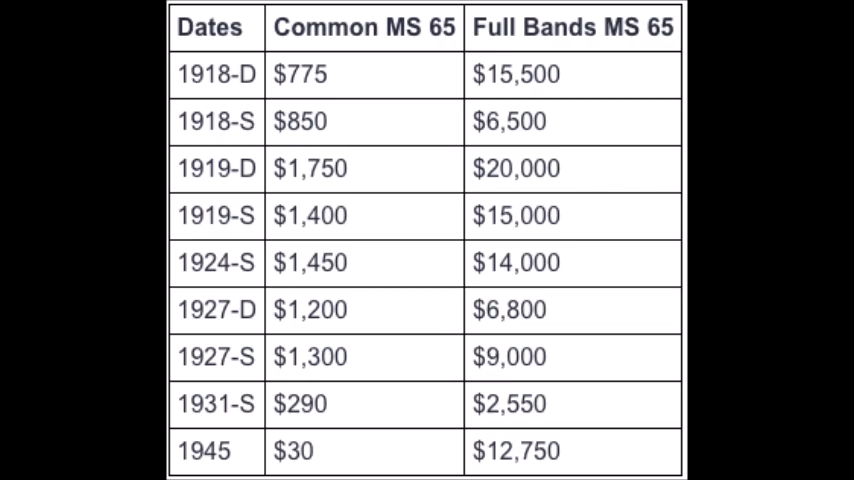 Dates Common MS 65 Full Bands MS 65
1918-D $775 $15,500
1918-S $850 $6,500
1919-D $1,750 $20,000
1919-S $1,400 $15,000
1924-S $1,450 $14,000
1927-D $1,200 $6,800
1927-S $1,300 $9,000
1931-S $290 $2,550
1945 $30 $12,750